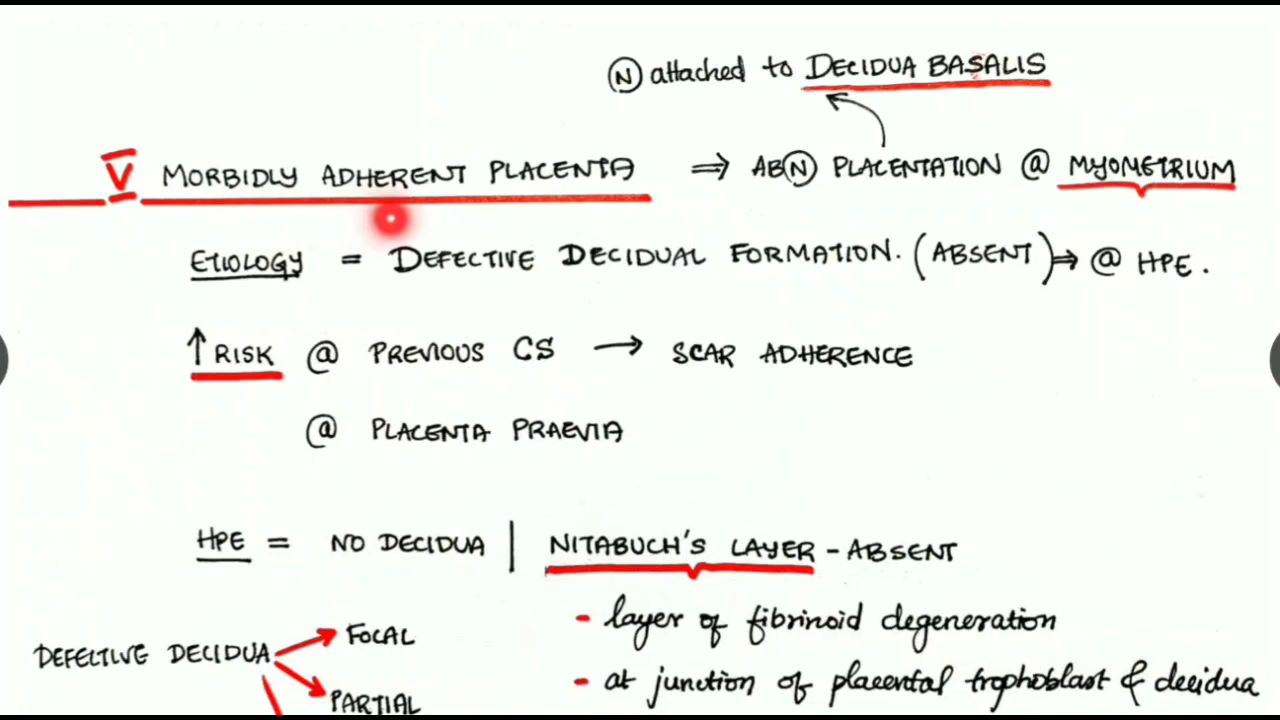 Ⓝ attached to DECIDUA BASALIS
V MORBIDLY ADHERENT PLACENTA ⇒ ABⓃ PLACENTATION @ MYOMETRIUM
ETIOLOGY = DEFECTIVE DECIDUAL FORMATION. (ABSENT) ⇒ @ HPE.
↑ RISK @ PREVIOUS CS → SCAR ADHERENCE
@ PLACENTA PRAEVIA
HPE = NO DECIDUA | NITABUCH'S LAYER - ABSENT
- layer of fibrinoid degeneration
DEFECTIVE DECIDUA → FOCAL
- at junction of placental trophoblast & decidua
→ PARTIAL